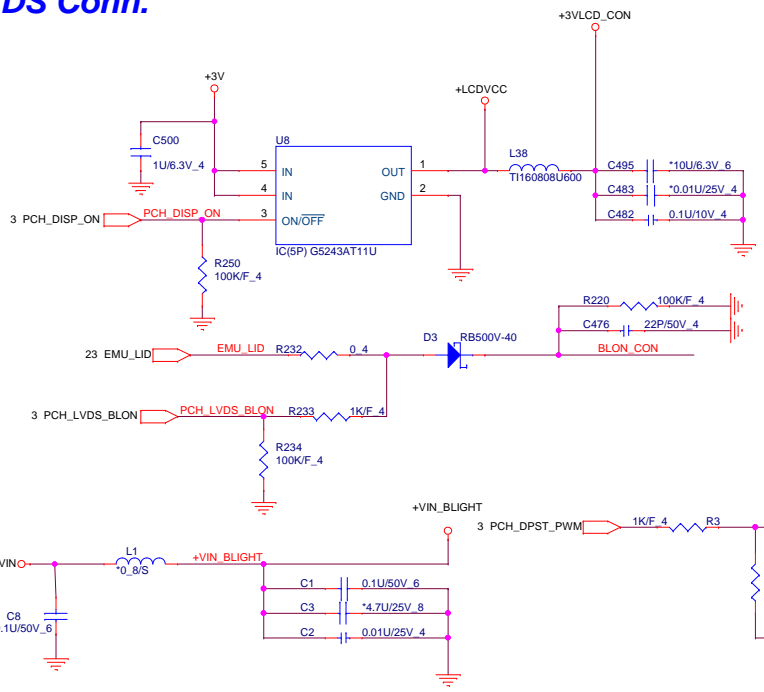 DS Conn.
+3VLCD_CON
+3V
+LCDVCC
C500
1U/6.3V_4
U8
5 IN
4 IN
3 ON/OFF
OUT 1
GND 2
IC(5P) G5243AT11U
L38
TI160808U600
C495 *10U/6.3V_6
C483 *0.01U/25V_4
C482 0.1U/10V_4
3 PCH_DISP_ON PCH_DISP_ON
R250
100K/F_4
R220 100K/F_4
C476 22P/50V_4
D3 RB500V-40
23 EMU_LID EMU_LID R232 0_4
BLON_CON
3 PCH_LVDS_BLON PCH_LVDS_BLON R233 1K/F_4
R234
100K/F_4
+VIN_BLIGHT
3 PCH_DPST_PWM 1K/F_4 R3
VIN L1 +VIN_BLIGHT
*0_8/S
C1 0.1U/50V_6
C3 *4.7U/25V_8
C2 0.01U/25V_4
C8
.1U/50V_6